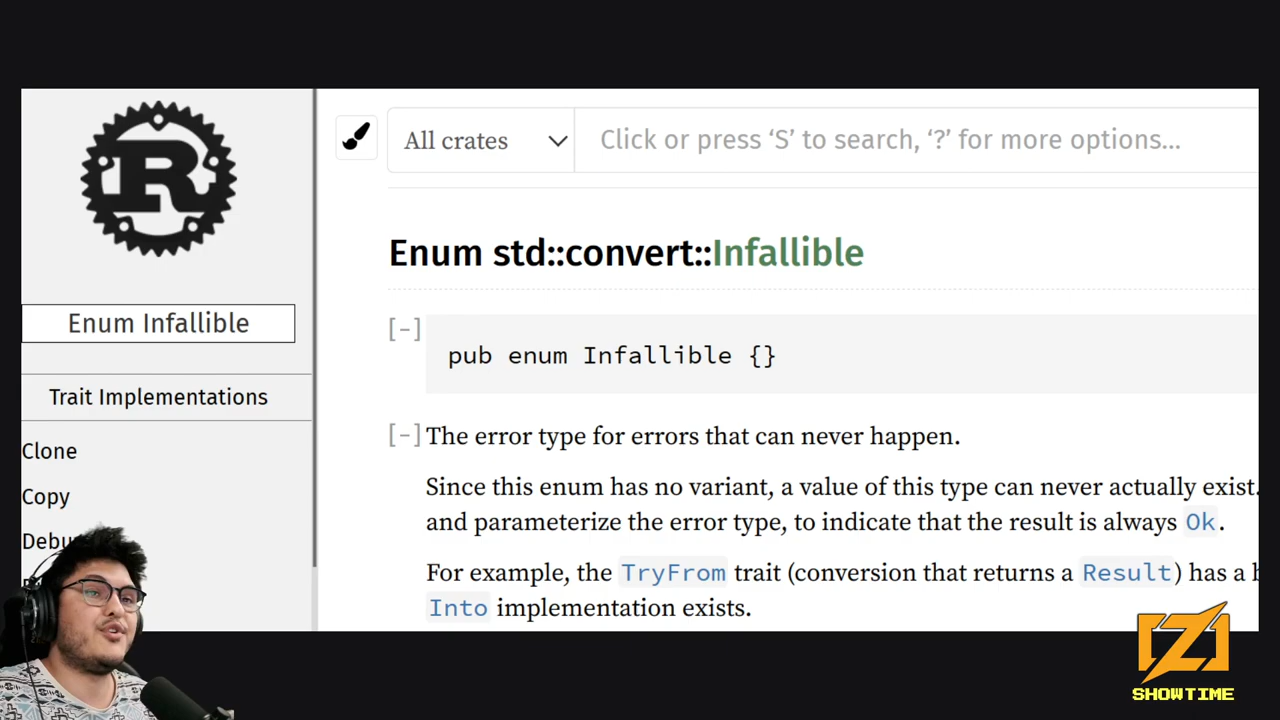 All crates
Click or press ‘S’ to search, ‘?’ for more options...
Enum std::convert::Infallible
Enum Infallible
[-]
pub enum Infallible {}
Trait Implementations
Clone
Copy
[-] The error type for errors that can never happen.
Since this enum has no variant, a value of this type can never actually exist.
and parameterize the error type, to indicate that the result is always Ok.
For example, the TryFrom trait (conversion that returns a Result) has a
Into implementation exists.
R
Z
SHOWTIME